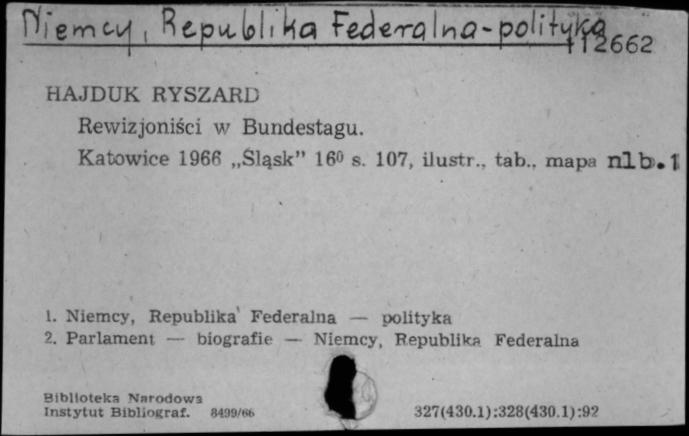 Niemcy, Republika Federalna-polityka
112662
HAJDUK RYSZARD
Rewizjoniści w Bundestagu.
Katowice 1966 „Śląsk" 16⁰ s. 107, ilustr., tab., mapa nlb. 1
1. Niemcy, Republika Federalna — polityka
2. Parlament — biografie — Niemcy, Republika Federalna
Biblioteka Narodowa
Instytut Bibliograf. 8499/66
327(430.1):328(430.1):92